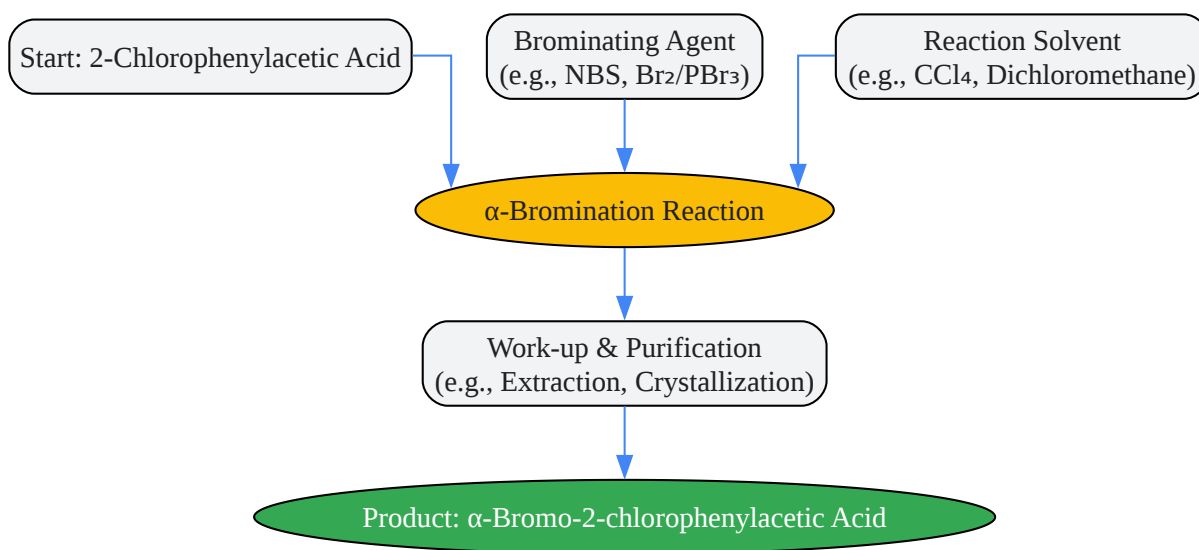 Start: 2-Chlorophenylacetic Acid
Brominating Agent
(e.g., NBS, Br₂/PBr₃)
Reaction Solvent
(e.g., CCl₄, Dichloromethane)
α-Bromination Reaction
Work-up & Purification
(e.g., Extraction, Crystallization)
Product: α-Bromo-2-chlorophenylacetic Acid